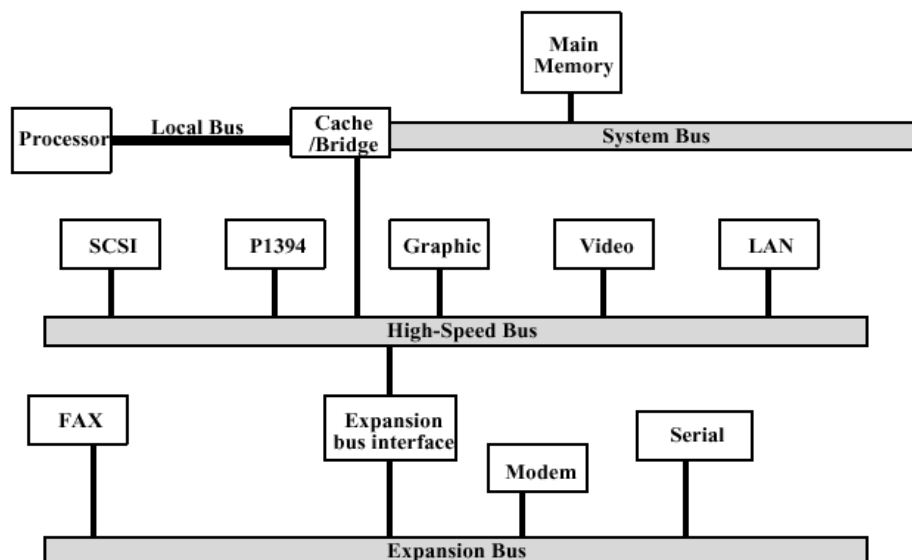 Main
Memory
Local Bus
Processor
Cache
/Bridge
System Bus
SCSI
P1394
Graphic
Video
LAN
High-Speed Bus
FAX
Expansion
bus interface
Modem
Serial
Expansion Bus